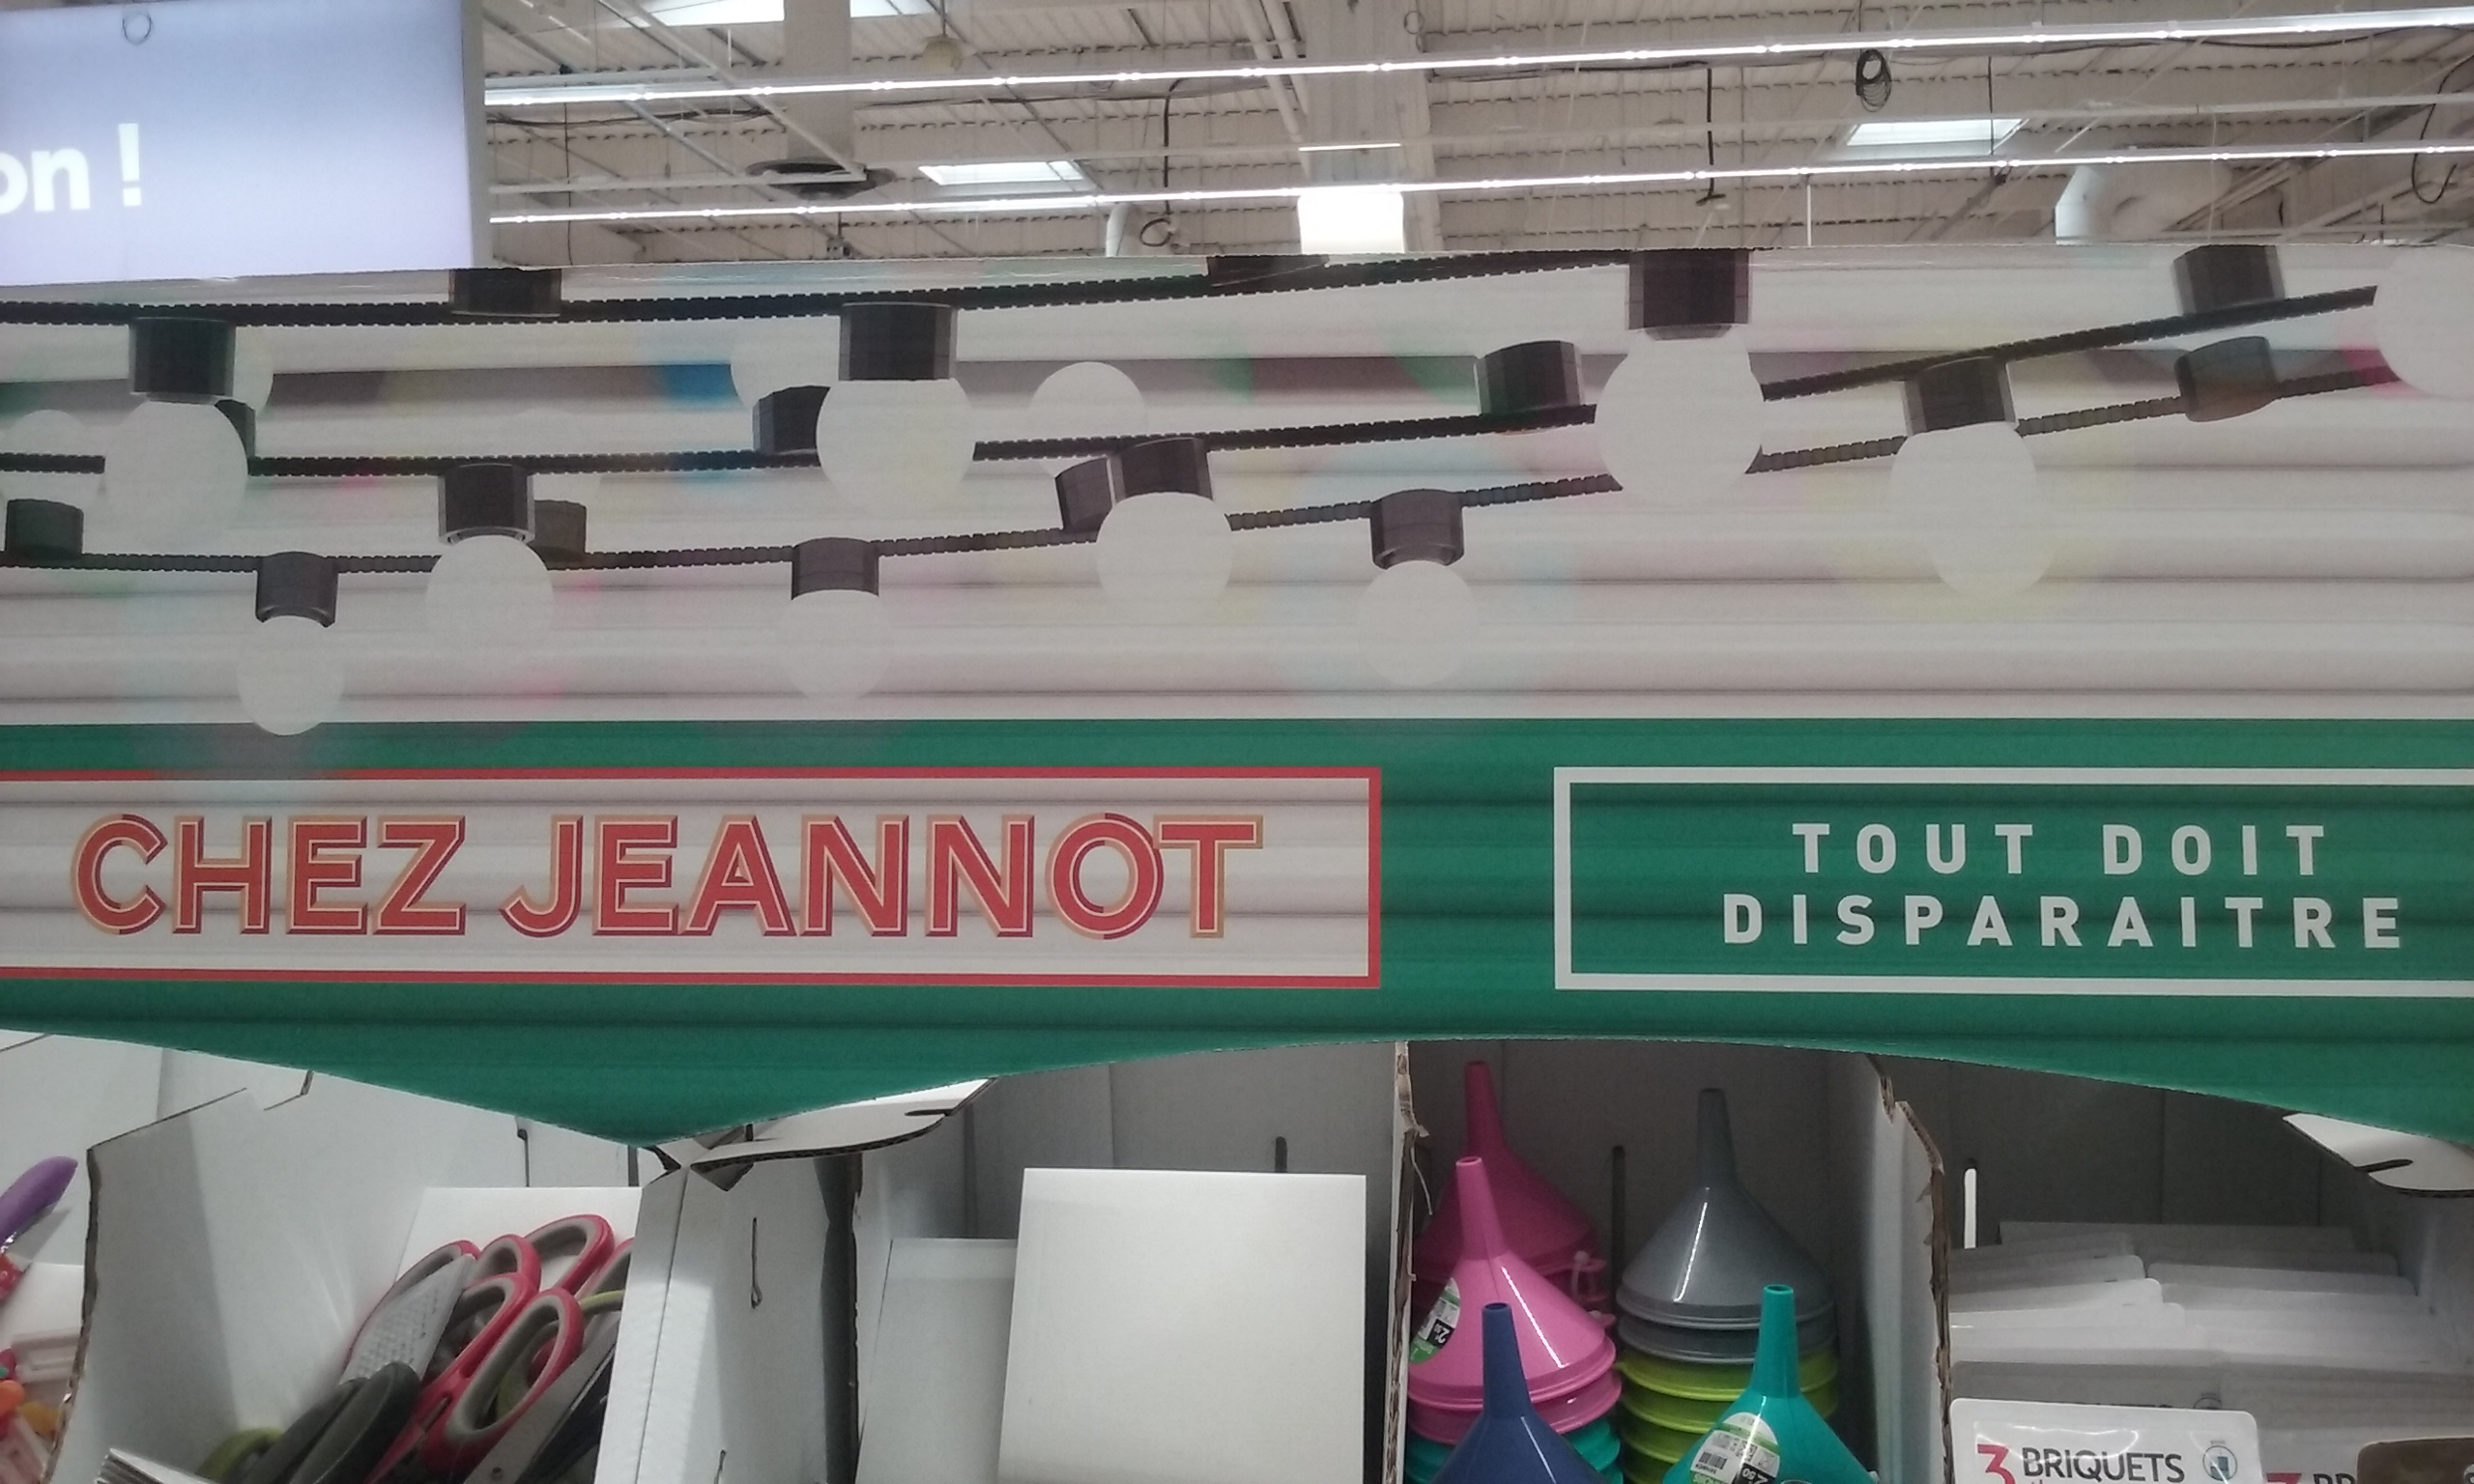 on !
CHEZ JEANNOT
TOUT DOIT
DISPARAITRE
3 BRIQUETS